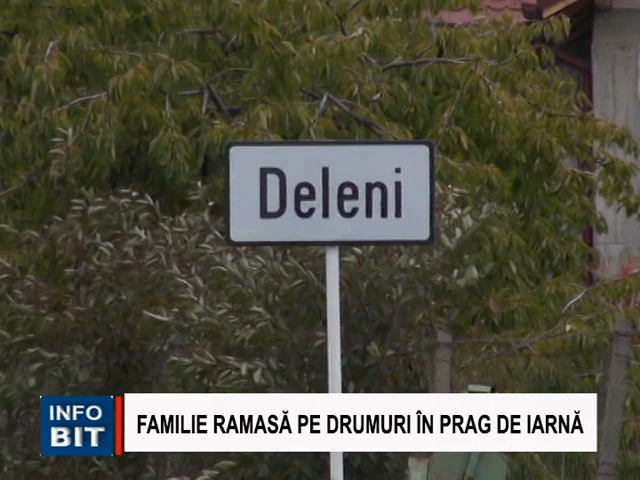 Deleni
INFO
BIT
FAMILIE RAMASĂ PE DRUMURI ÎN PRAG DE IARNĂ